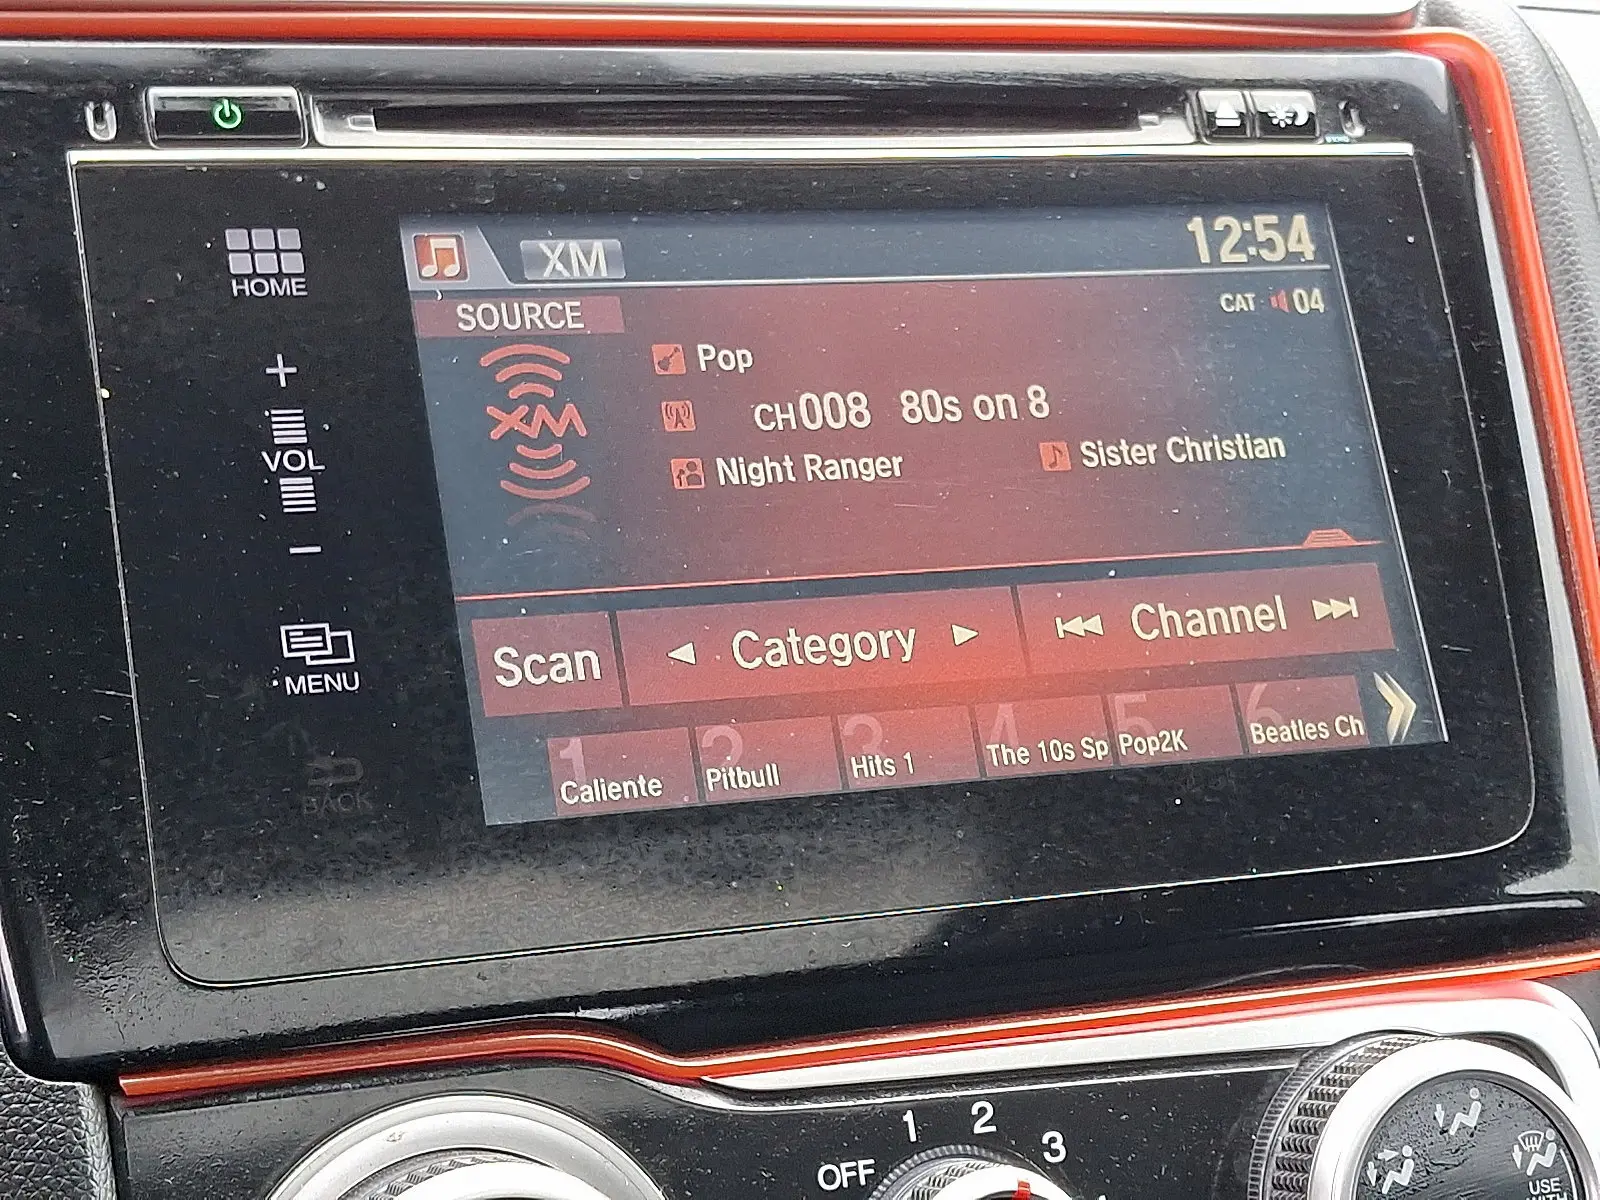 XM
12:54
HOME
SOURCE
CAT 04
Pop
+
XM
CH008 80s on 8
VOL
Night Ranger
Sister Christian
-
MENU
Scan
Category
Channel
1 Caliente
2 Pitbull
3 Hits 1
4 The 10s Sp
5 Pop2K
6 Beatles Ch
BACK
OFF
1
2
3
USE